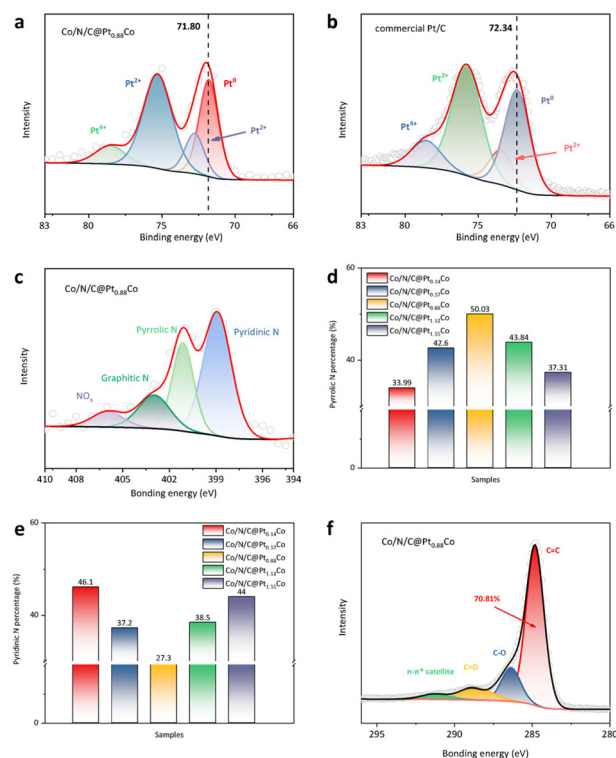 a
Co/N/C@Pt0.88Co
71.80
Pt2+
Pt0
Pt4+
Pt2+
Intensity
83
80
75
70
66
Binding energy (eV)
b
commercial Pt/C
72.34
Pt2+
Pt0
Pt4+
Pt2+
Intensity
83
80
75
70
66
Binding energy (eV)
c
Co/N/C@Pt0.88Co
Pyrrolic N
Pyridinic N
Graphitic N
NOx
Intensity
410
408
405
402
399
396
394
Bonding energy (eV)
d
60
40
0
Pyrrolic N percentage (%)
Co/N/C@Pt0.14Co
Co/N/C@Pt0.57Co
Co/N/C@Pt0.88Co
Co/N/C@Pt1.12Co
Co/N/C@Pt1.55Co
33.99
42.6
50.03
43.84
37.31
Samples
e
60
40
0
Pyridinic N percentage (%)
Co/N/C@Pt0.14Co
Co/N/C@Pt0.57Co
Co/N/C@Pt0.88Co
Co/N/C@Pt1.12Co
Co/N/C@Pt1.55Co
46.1
37.2
27.3
38.5
44
Samples
f
Co/N/C@Pt0.88Co
C=C
70.81%
C-O
C=O
π-π* satellite
Intensity
295
290
285
280
Bonding energy (eV)